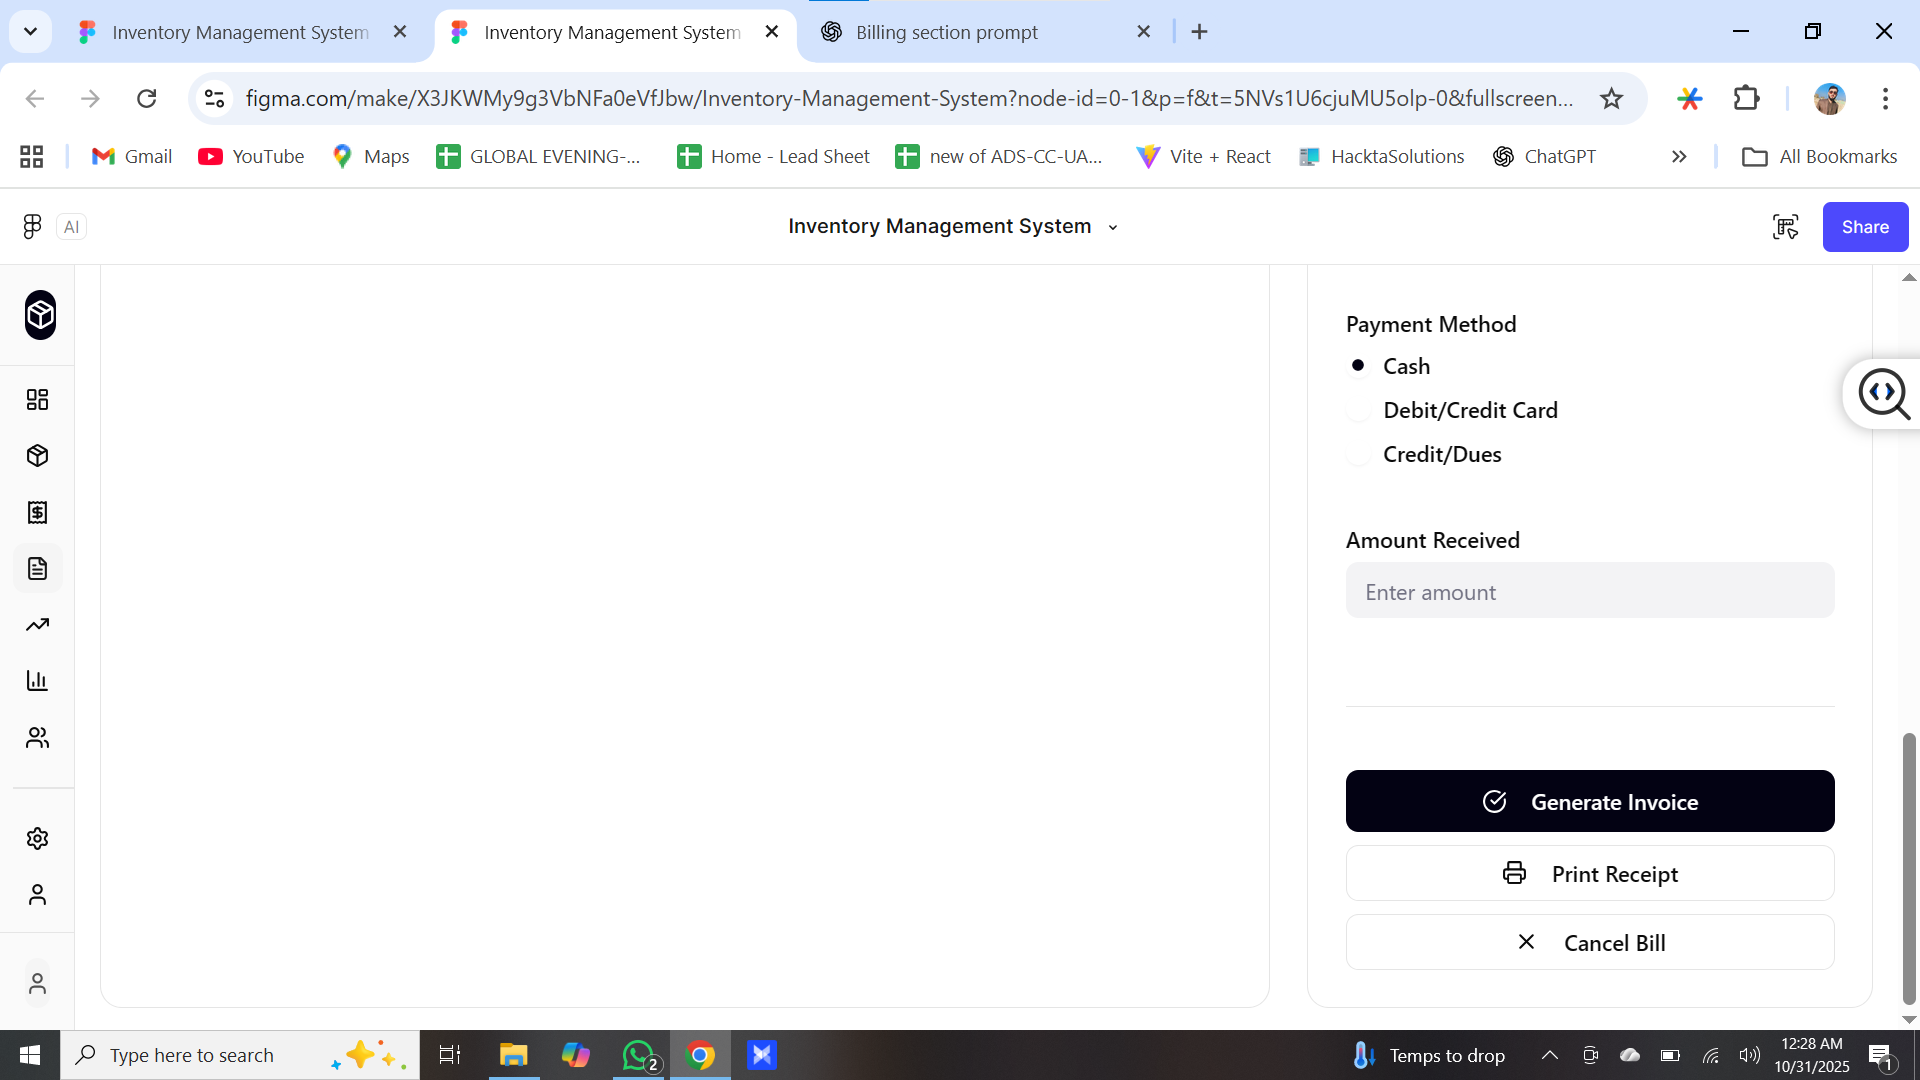 Inventory Management System
Inventory Management System
Billing section prompt
figma.com/make/X3JKWMy9g3VbNFa0eVfJbw/Inventory-Management-System?node-id=0-1&p=f&t=5NVs1U6cjuMU5olp-0&fullscreen...
Gmail
YouTube
Maps
GLOBAL EVENING-...
Home - Lead Sheet
new of ADS-CC-UA...
Vite + React
HacktaSolutions
ChatGPT
All Bookmarks
AI
Inventory Management System
Share
Payment Method
Cash
Debit/Credit Card
Credit/Dues
Amount Received
Enter amount
Generate Invoice
Print Receipt
Cancel Bill
Type here to search
2
Temps to drop
12:28 AM
10/31/2025
1